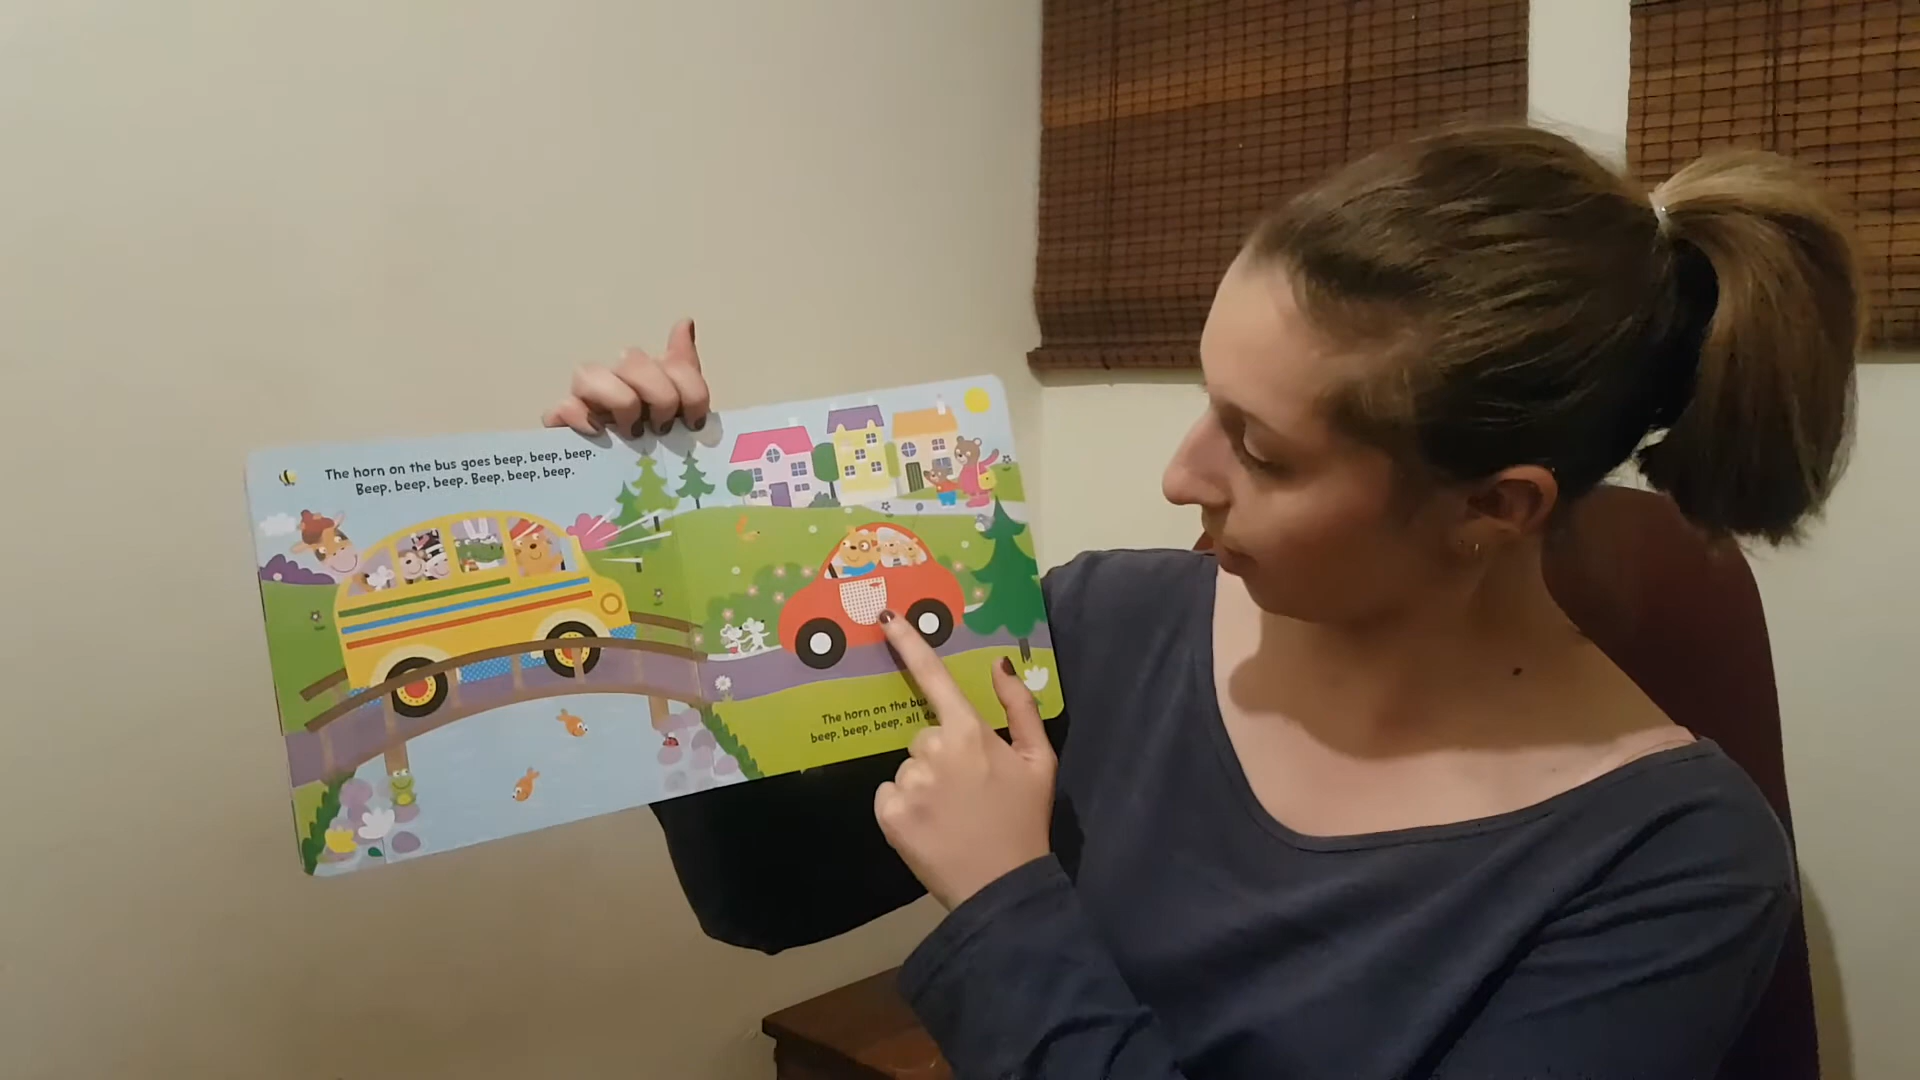 The horn on the bus goes beep, beep, beep.
Beep, beep, beep. Beep, beep, beep.
The horn on the bus
beep, beep, beep, all